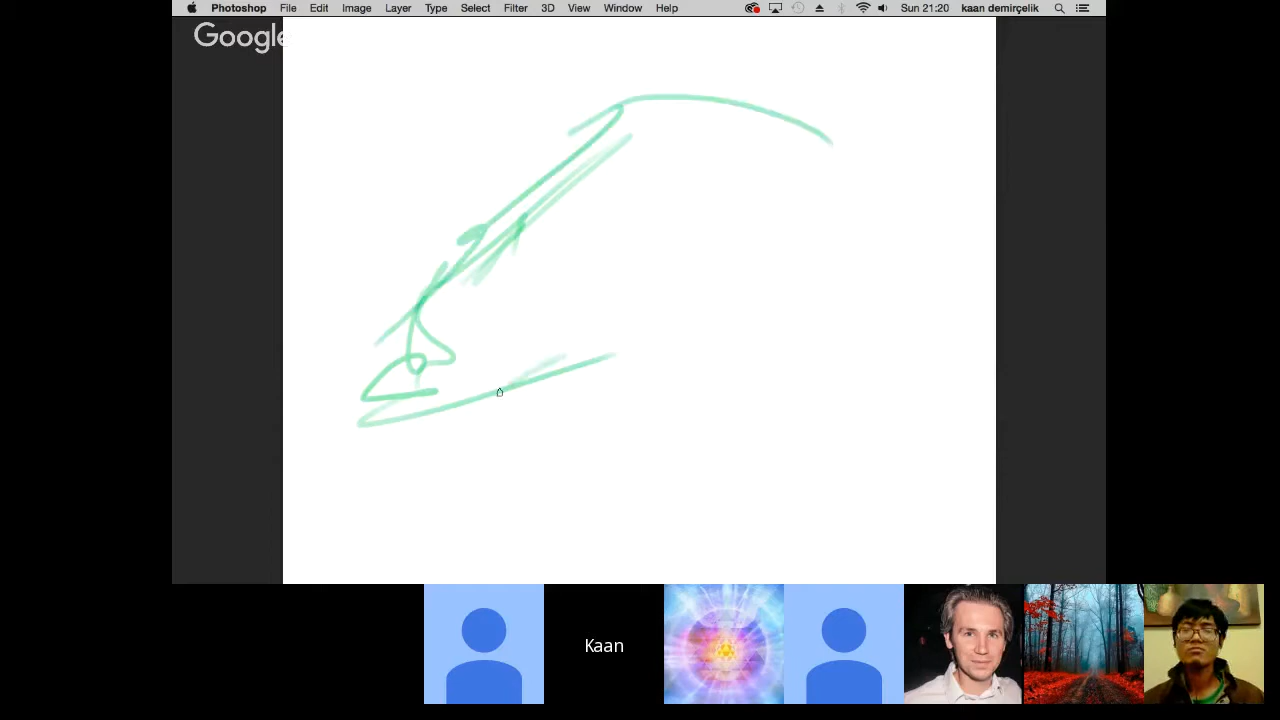 Photoshop File Edit Image Layer Type Select Filter 3D View Window Help Sun 21:20 kaan demirçelik
Google
Kaan